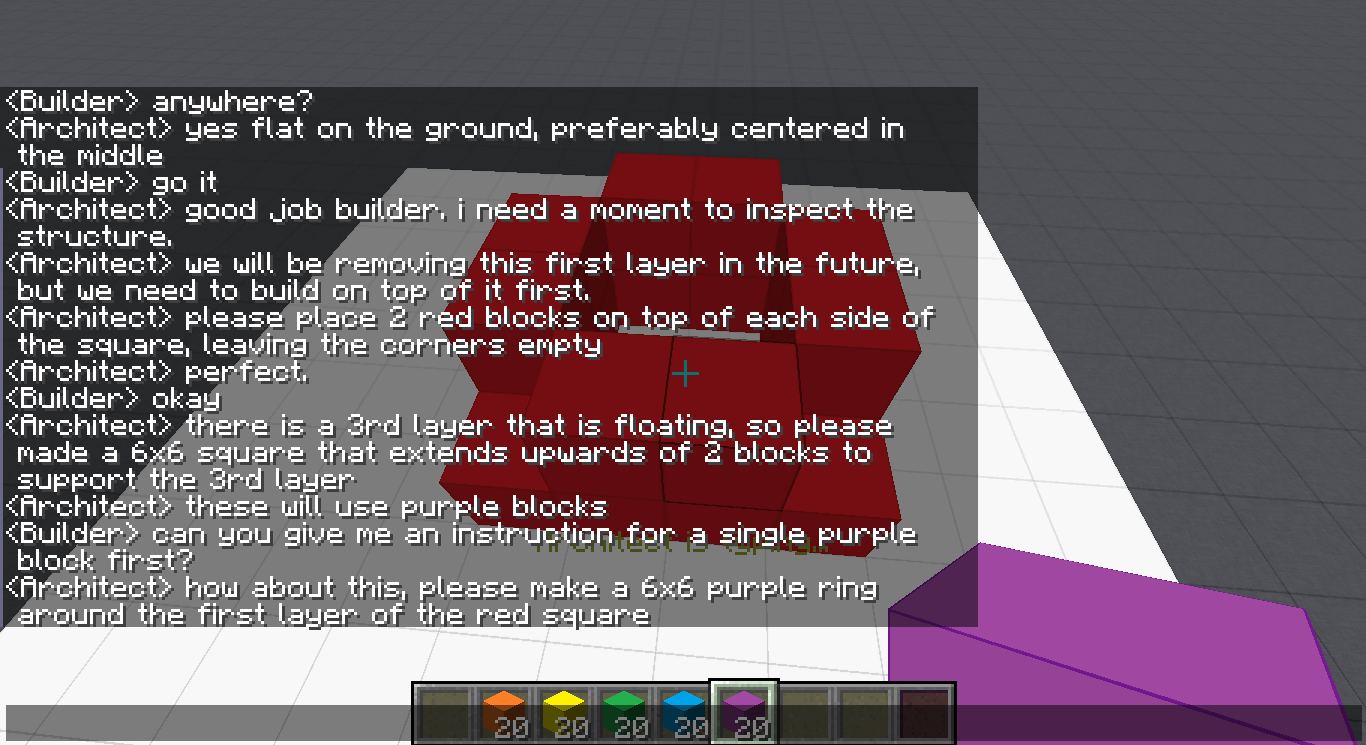 <Builder> anywhere?
<Architect> yes flat on the ground, preferably centered in
the middle
<Builder> go it
<Architect> good job builder. i need a moment to inspect the
structure.
<Architect> we will be removing this first layer in the future,
but we need to build on top of it first.
<Architect> please place 2 red blocks on top of each side of
the square, leaving the corners empty
<Architect> perfect.
<Builder> okay
<Architect> there is a 3rd layer that is floating, so please
made a 6x6 square that extends upwards of 2 blocks to
support the 3rd layer
<Architect> these will use purple blocks
<Builder> can you give me an instruction for a single purple
block first?
Architect is typing...
<Architect> how about this, please make a 6x6 purple ring
around the first layer of the red square
20 20 20 20 20